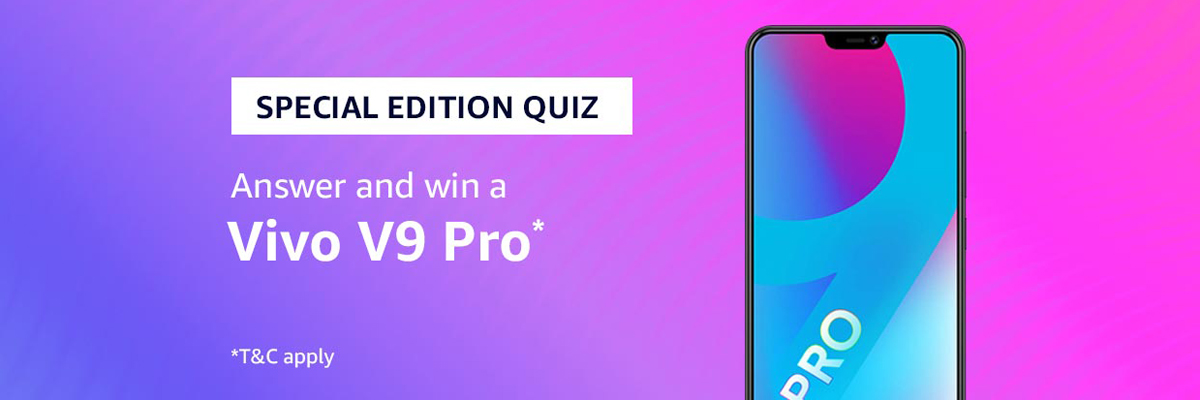 SPECIAL EDITION QUIZ
Answer and win a
Vivo V9 Pro*
*T&C apply
PRO